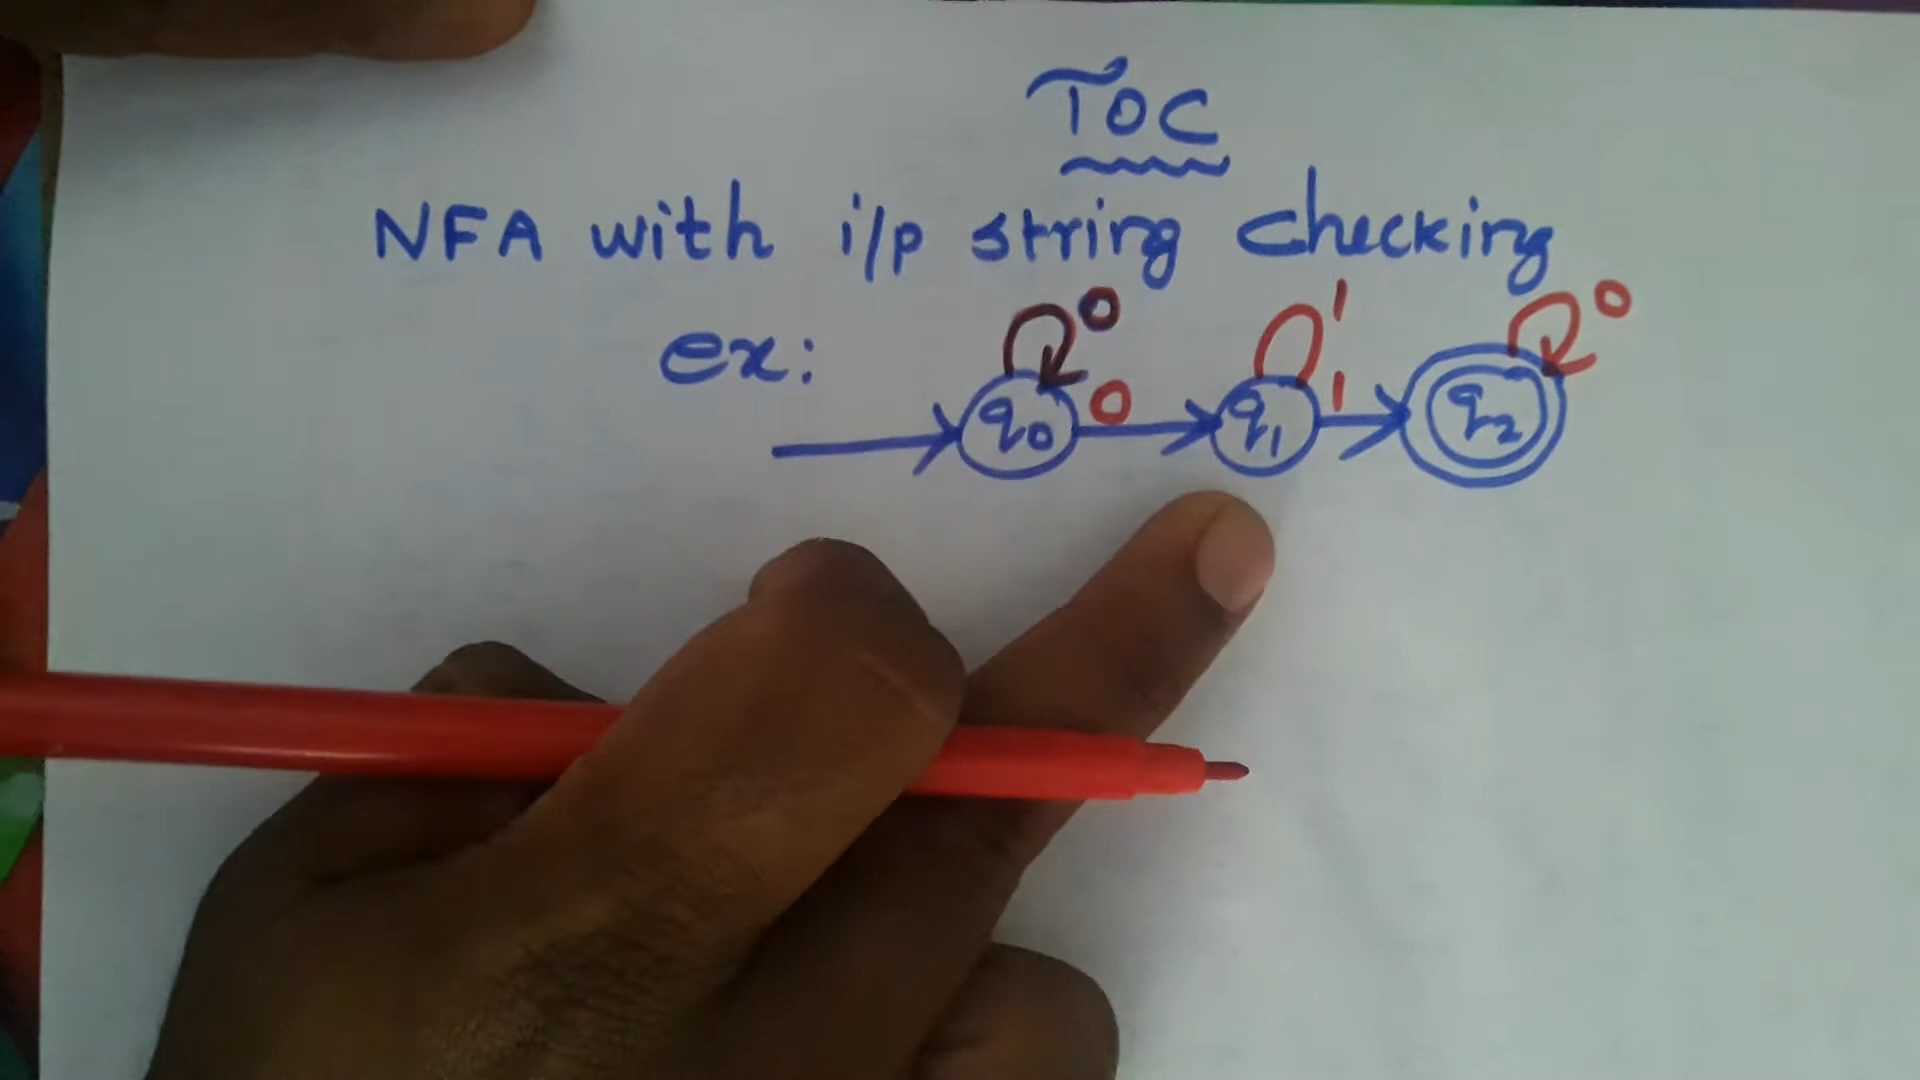 TOC
NFA with i/p string checking
ex:
0 1 0
0 1
q0 q1 q2